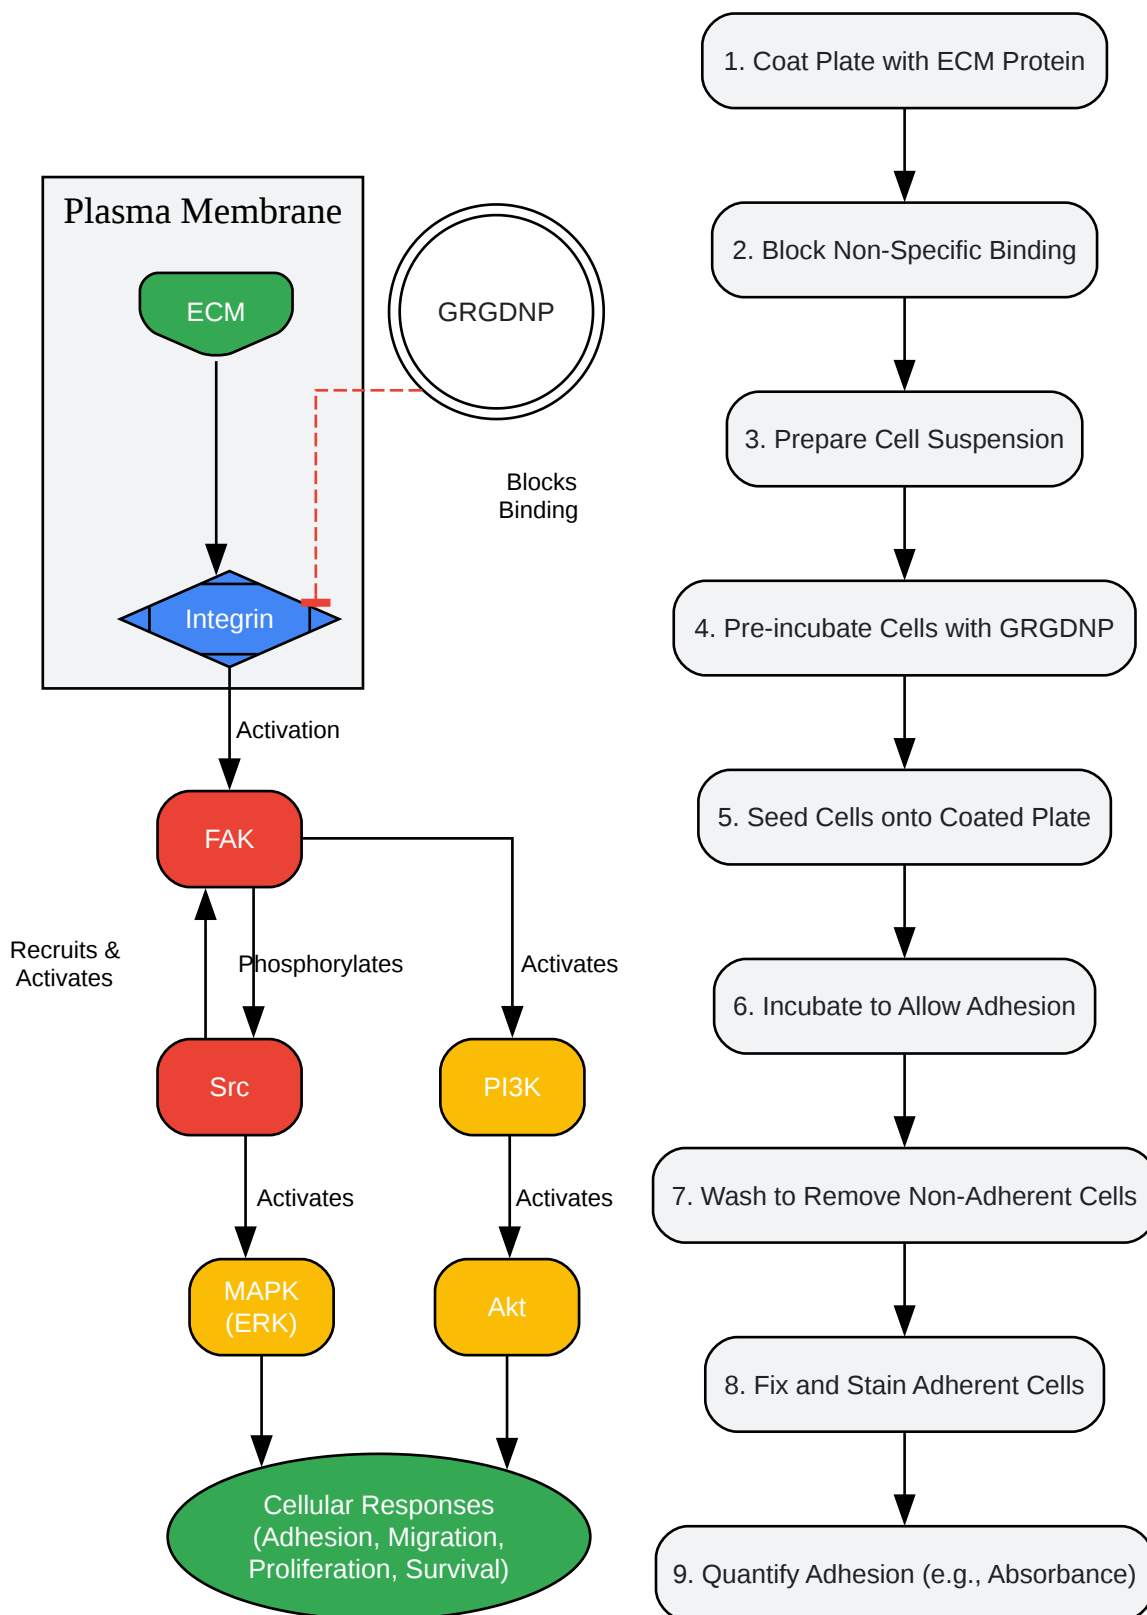 Plasma Membrane
ECM
GRGDNP
Blocks
Binding
Integrin
Activation
FAK
Recruits &
Activates
Phosphorylates
Activates
Src
PI3K
Activates
Activates
MAPK
(ERK)
Akt
Cellular Responses
(Adhesion, Migration,
Proliferation, Survival)
1. Coat Plate with ECM Protein
2. Block Non-Specific Binding
3. Prepare Cell Suspension
4. Pre-incubate Cells with GRGDNP
5. Seed Cells onto Coated Plate
6. Incubate to Allow Adhesion
7. Wash to Remove Non-Adherent Cells
8. Fix and Stain Adherent Cells
9. Quantify Adhesion (e.g., Absorbance)